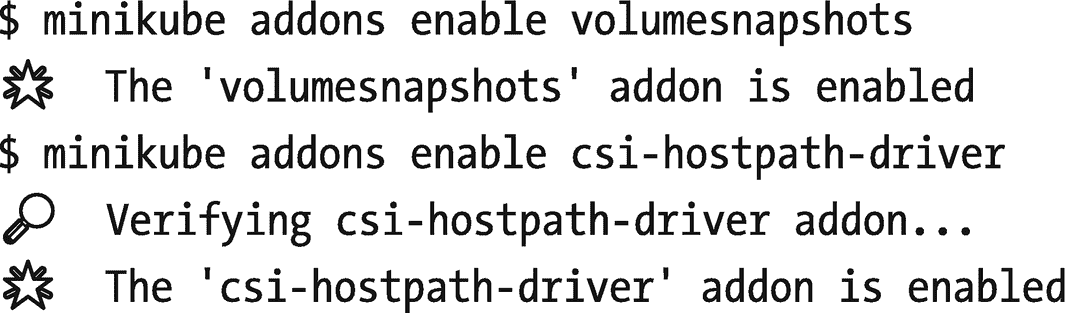 $ minikube addons enable volumesnapshots
🌟 The 'volumesnapshots' addon is enabled
$ minikube addons enable csi-hostpath-driver
🔎 Verifying csi-hostpath-driver addon...
🌟 The 'csi-hostpath-driver' addon is enabled